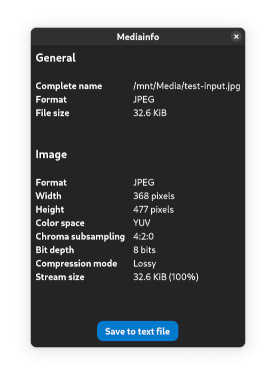 Mediainfo
General
Complete name /mnt/Media/test-input.jpg
Format JPEG
File size 32.6 KiB
Image
Format JPEG
Width 368 pixels
Height 477 pixels
Color space YUV
Chroma subsampling 4:2:0
Bit depth 8 bits
Compression mode Lossy
Stream size 32.6 KiB (100%)
Save to text file